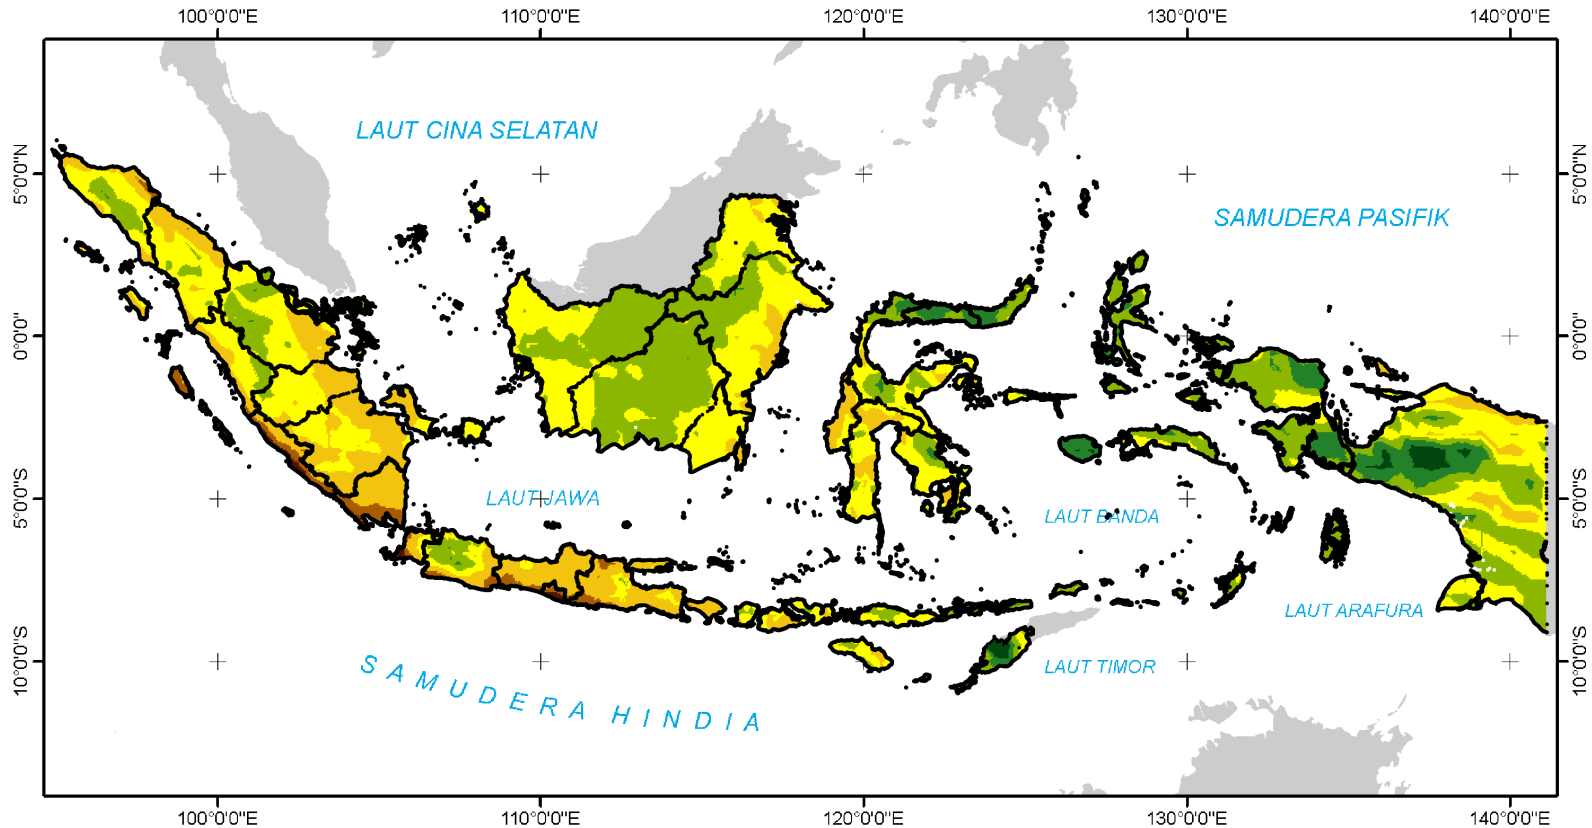 100°0'0"E 110°0'0"E 120°0'0"E 130°0'0"E 140°0'0"E
LAUT CINA SELATAN
5°0'0"N 5°0'0"N
SAMUDERA PASIFIK
0°0'0" 0°0'0"
LAUT JAWA
5°0'0"S 5°0'0"S
LAUT BANDA
LAUT ARAFURA
10°0'0"S 10°0'0"S
LAUT TIMOR
SAMUDERA HINDIA
100°0'0"E 110°0'0"E 120°0'0"E 130°0'0"E 140°0'0"E